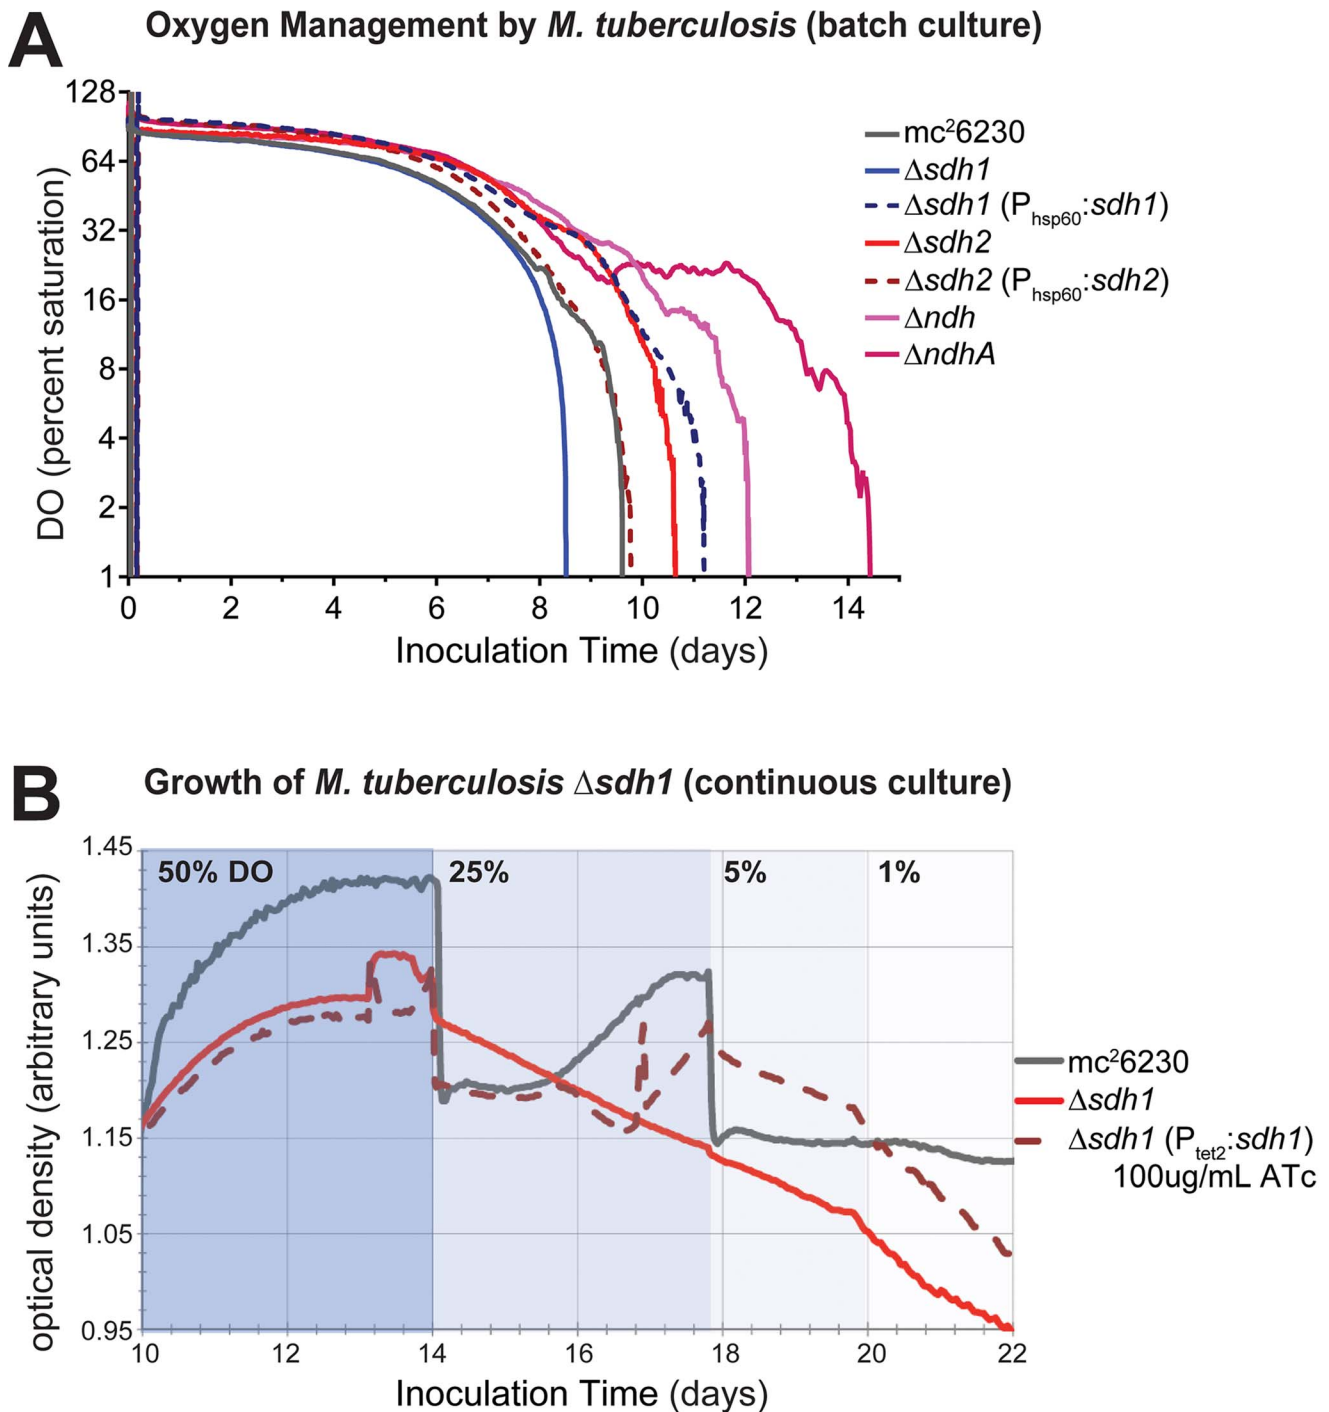 A
Oxygen Management by M. tuberculosis (batch culture)
DO (percent saturation)
128
64
32
16
8
4
2
1
0 2 4 6 8 10 12 14
Inoculation Time (days)
mc²6230
Δsdh1
Δsdh1 (Phsp60:sdh1)
Δsdh2
Δsdh2 (Phsp60:sdh2)
Δndh
ΔndhA
B
Growth of M. tuberculosis Δsdh1 (continuous culture)
optical density (arbitrary units)
1.45
1.35
1.25
1.15
1.05
0.95
50% DO 25% 5% 1%
10 12 14 16 18 20 22
Inoculation Time (days)
mc²6230
Δsdh1
Δsdh1 (Ptet2:sdh1)
100ug/mL ATc